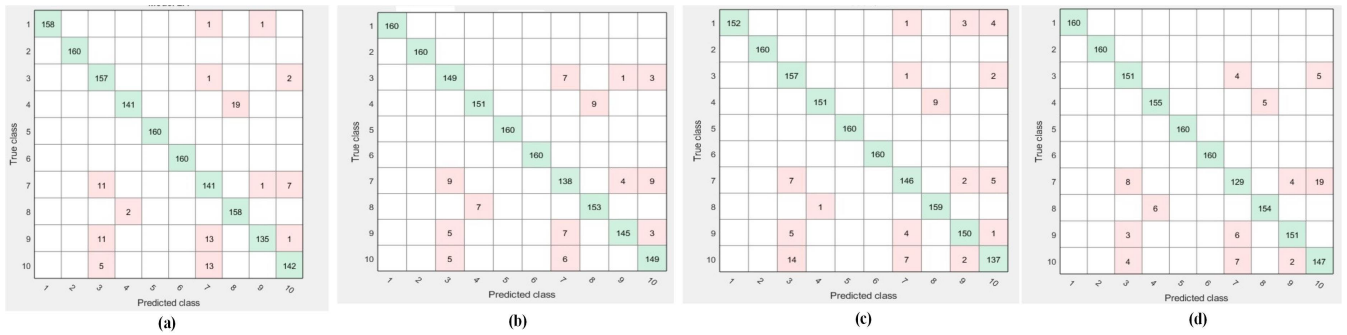 True class
1 158 1 1
2 160
3 157 1 2
4 141 19
5 160
6 160
7 11 141 1 7
8 2 158
9 11 13 135 1
10 5 13 142
1 2 3 4 5 6 7 8 9 10
Predicted class
(a)
True class
1 160
2 160
3 149 7 1 3
4 151 9
5 160
6 160
7 9 138 4 9
8 7 153
9 5 7 145 3
10 5 6 149
1 2 3 4 5 6 7 8 9 10
Predicted class
(b)
True class
1 152 1 3 4
2 160
3 157 1 2
4 151 9
5 160
6 160
7 7 146 2 5
8 1 159
9 5 4 150 1
10 14 7 2 137
1 2 3 4 5 6 7 8 9 10
Predicted class
(c)
True class
1 160
2 160
3 151 4 5
4 155 5
5 160
6 160
7 8 129 4 19
8 6 154
9 3 6 151
10 4 7 2 147
1 2 3 4 5 6 7 8 9 10
Predicted class
(d)